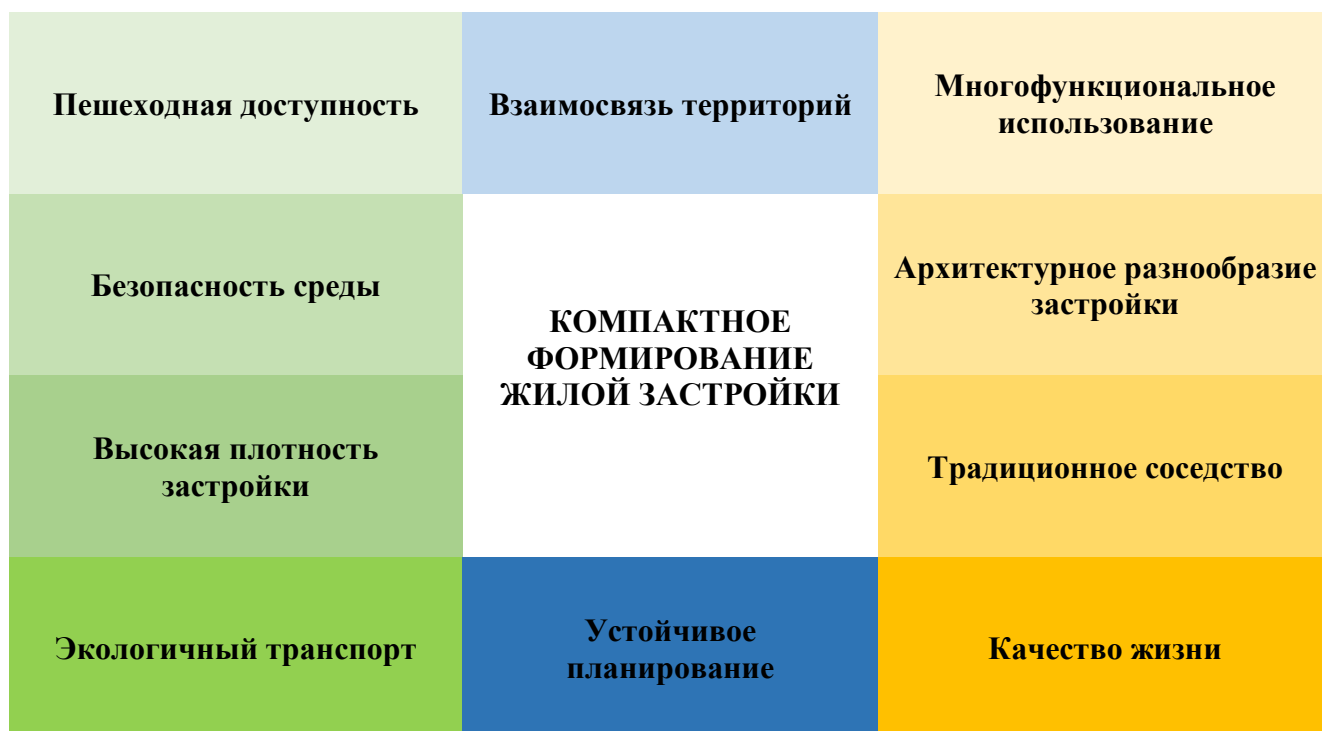 Пешеходная доступность
Взаимосвязь территорий
Многофункциональное
использование
Безопасность среды
КОМПАКТНОЕ
ФОРМИРОВАНИЕ
ЖИЛОЙ ЗАСТРОЙКИ
Архитектурное разнообразие
застройки
Высокая плотность
застройки
Традиционное соседство
Экологичный транспорт
Устойчивое
планирование
Качество жизни